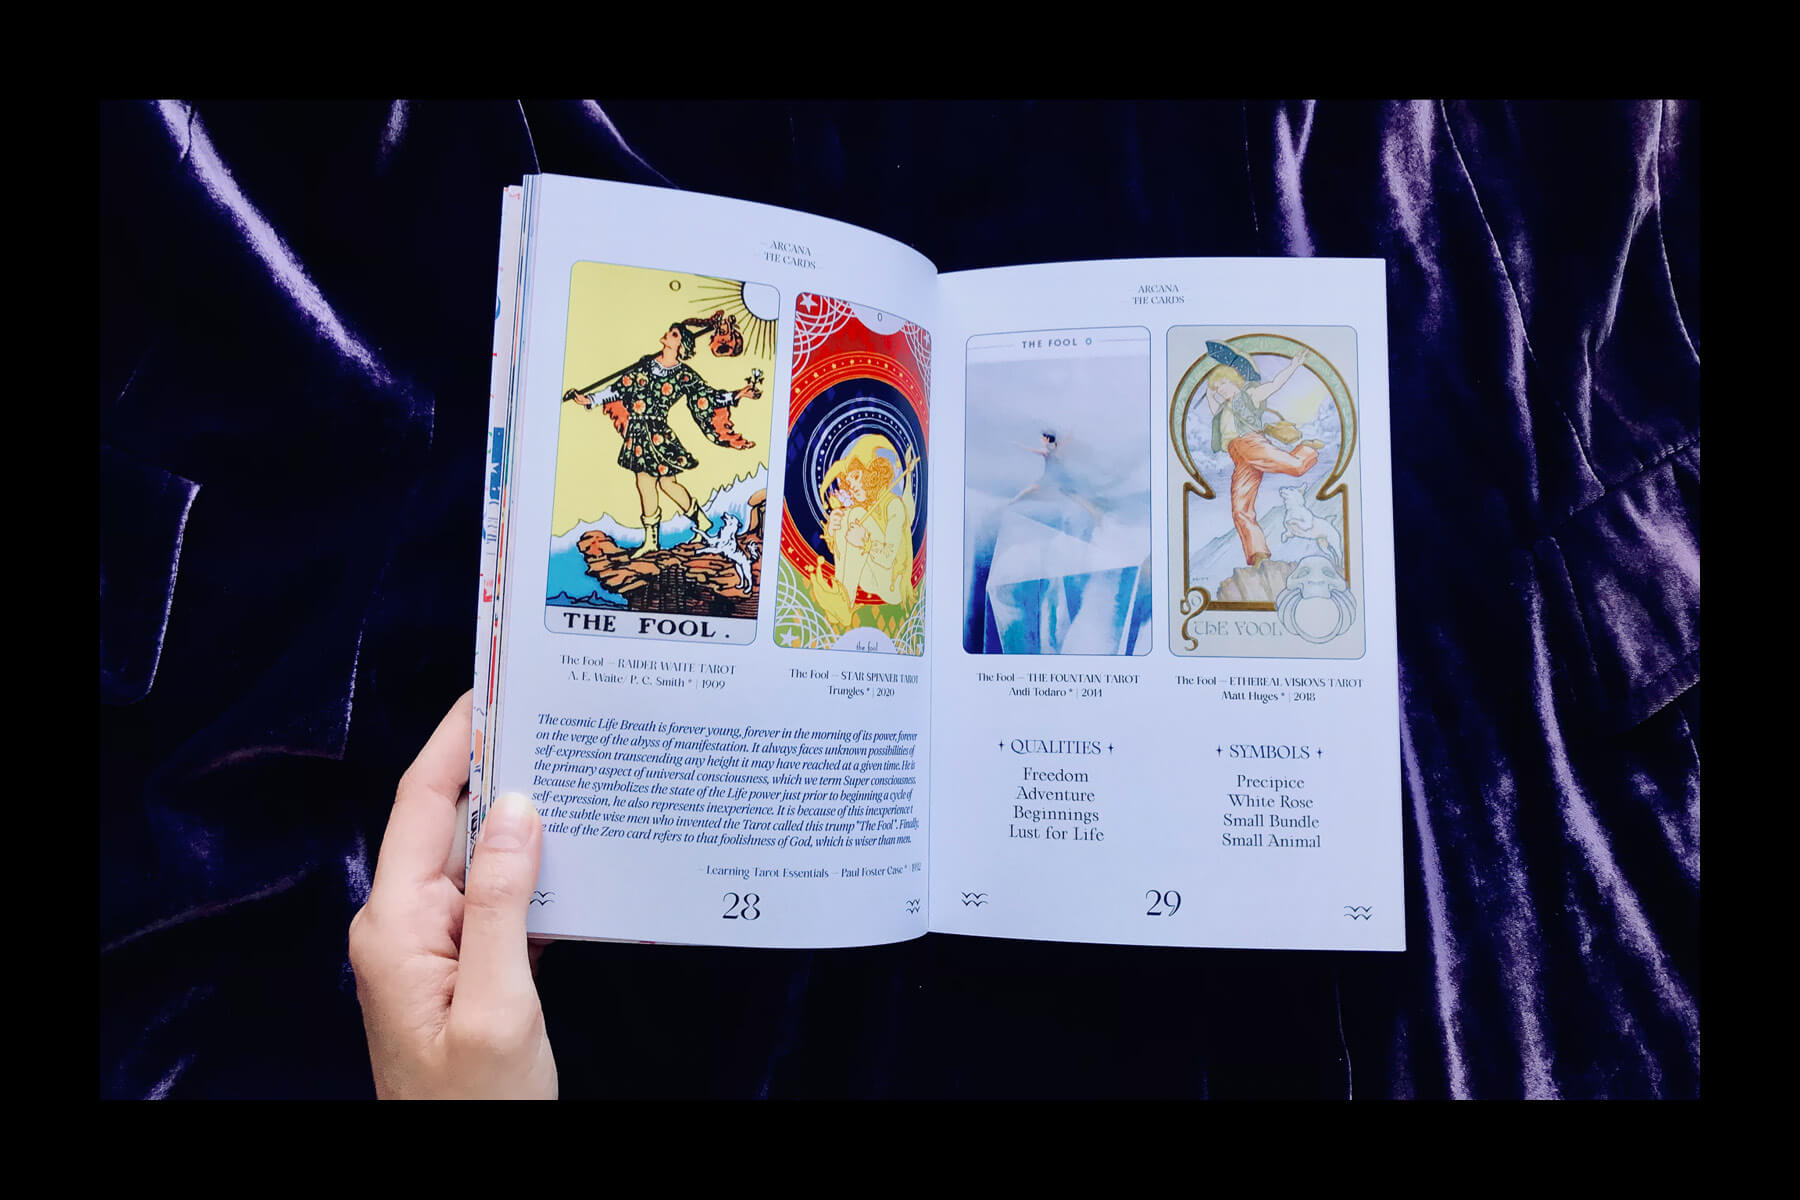 ARCANA
THE CARDS
0
THE FOOL.
The Fool — RAIDER WAITE TAROT
A. E. Waite/ P. C. Smith * | 1909
0
the fool
The Fool — STAR SPINNER TAROT
Trungles * | 2020
The cosmic Life Breath is forever young, forever in the morning of its power, forever
on the verge of the abyss of manifestation. It always faces unknown possibilities of
self-expression transcending any height it may have reached at a given time. He is
the primary aspect of universal consciousness, which we term Super consciousness.
Because he symbolizes the state of the Life power just prior to beginning a cycle of
self-expression, he also represents inexperience. It is because of this inexperience t
at the subtle wise men who invented the Tarot called this trump "The Fool". Finally,
title of the Zero card refers to that foolishness of God, which is wiser than men.
– Learning Tarot Essentials – Paul Foster Case * |
28
ARCANA
THE CARDS
THE FOOL 0
The Fool — THE FOUNTAIN TAROT
Andi Todaro * | 2014
THE FOOL
The Fool — ETHEREAL VISIONS TAROT
Matt Huges * | 2018
QUALITIES
Freedom
Adventure
Beginnings
Lust for Life
SYMBOLS
Precipice
White Rose
Small Bundle
Small Animal
29